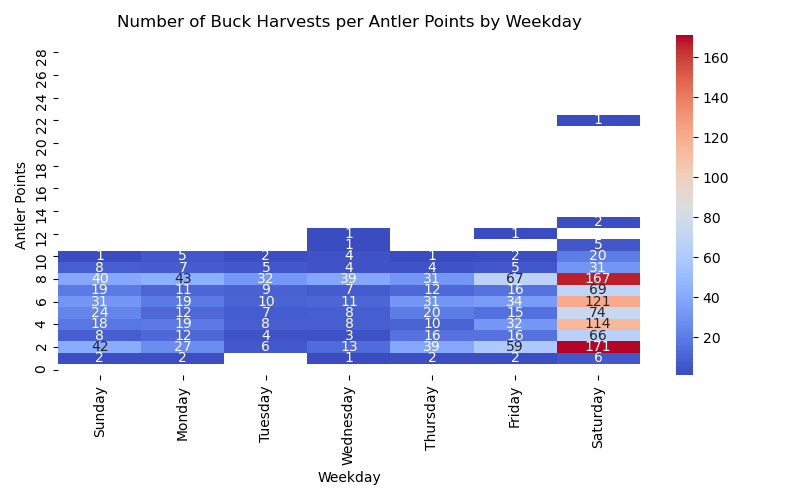 Number of Buck Harvests per Antler Points by Weekday
28
26
24
22
20
18
16
14
12
10
8
6
4
2
0
Antler Points
1
2
1 1
1 5
1 5 2 4 1 2 20
8 7 5 4 4 5 31
40 43 32 39 31 67 167
19 11 9 7 12 16 69
31 19 10 11 31 34 121
24 12 7 8 20 15 74
18 19 8 8 10 32 114
8 12 4 3 16 16 66
42 27 6 13 39 59 171
2 2 1 2 2 6
Sunday
Monday
Tuesday
Wednesday
Thursday
Friday
Saturday
Weekday
160
140
120
100
80
60
40
20